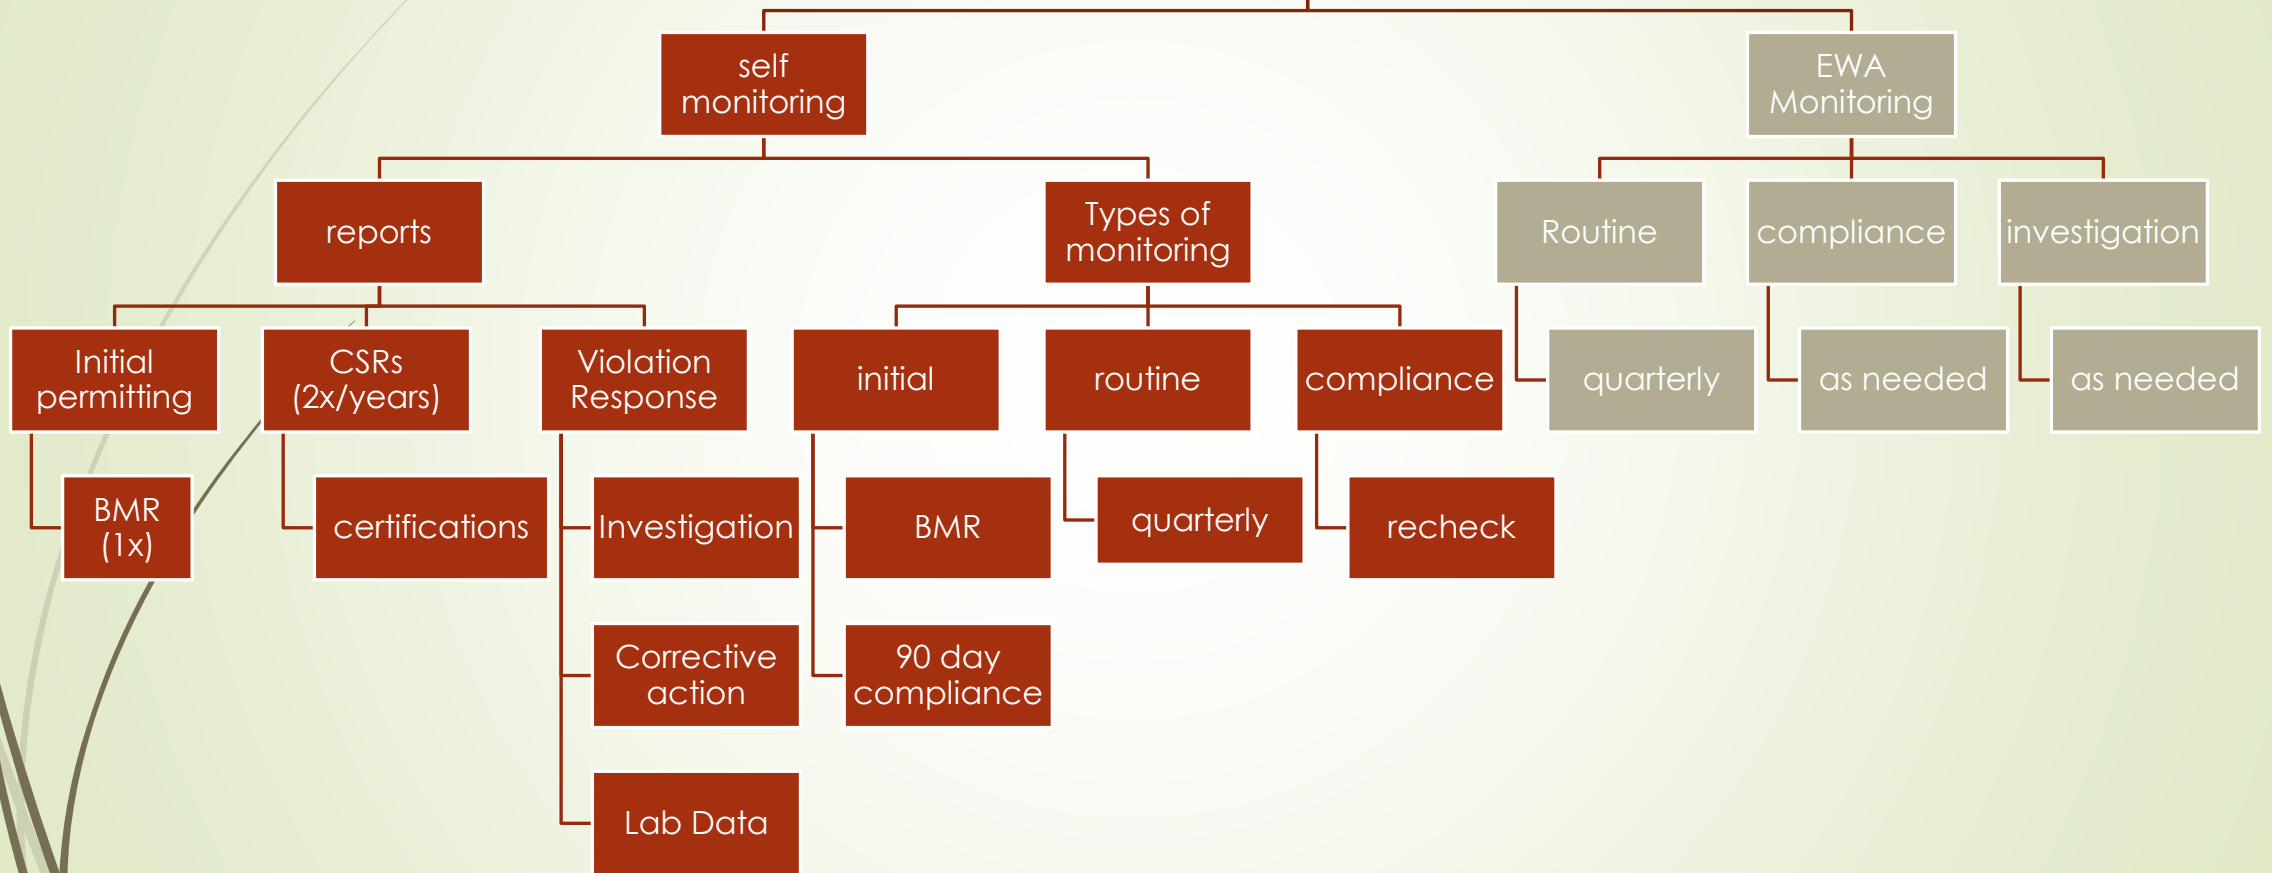 self
monitoring
EWA
Monitoring
reports
Types of
monitoring
Routine
compliance
investigation
Initial
permitting
CSRs
(2x/years)
Violation
Response
initial
routine
compliance
quarterly
as needed
as needed
BMR
(1x)
certifications
Investigation
BMR
quarterly
recheck
Corrective
action
90 day
compliance
Lab Data